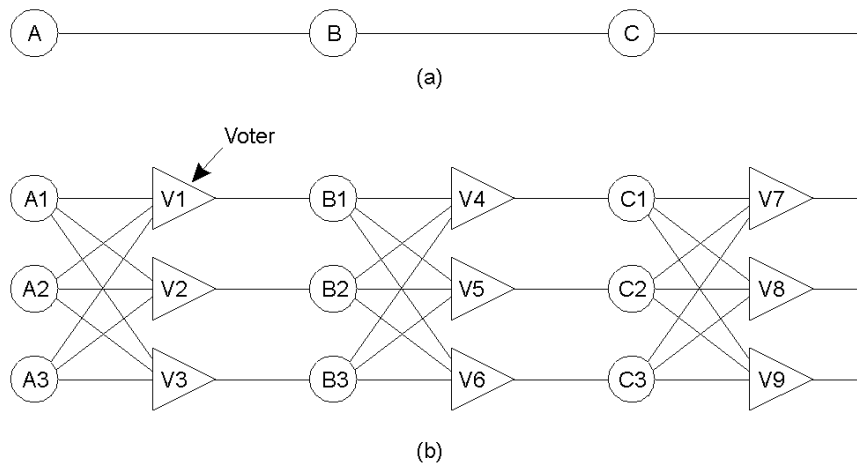 A B C
(a)
Voter
A1 V1 B1 V4 C1 V7
A2 V2 B2 V5 C2 V8
A3 V3 B3 V6 C3 V9
(b)